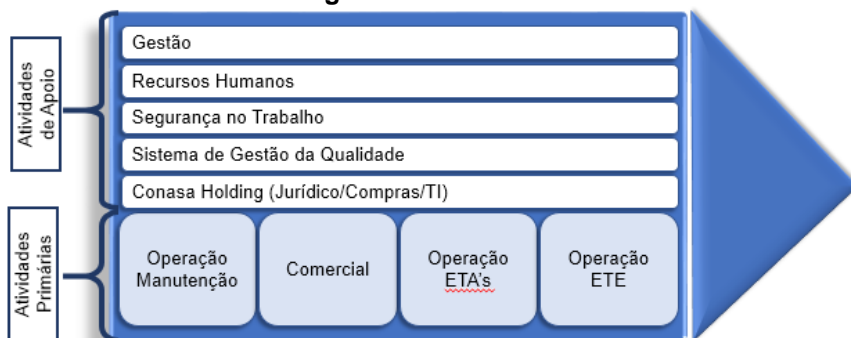 Atividades
de Apoio
Gestão
Recursos Humanos
Segurança no Trabalho
Sistema de Gestão da Qualidade
Conasa Holding (Jurídico/Compras/TI)
Atividades
Primárias
Operação
Manutenção
Comercial
Operação
ETA's
Operação
ETE